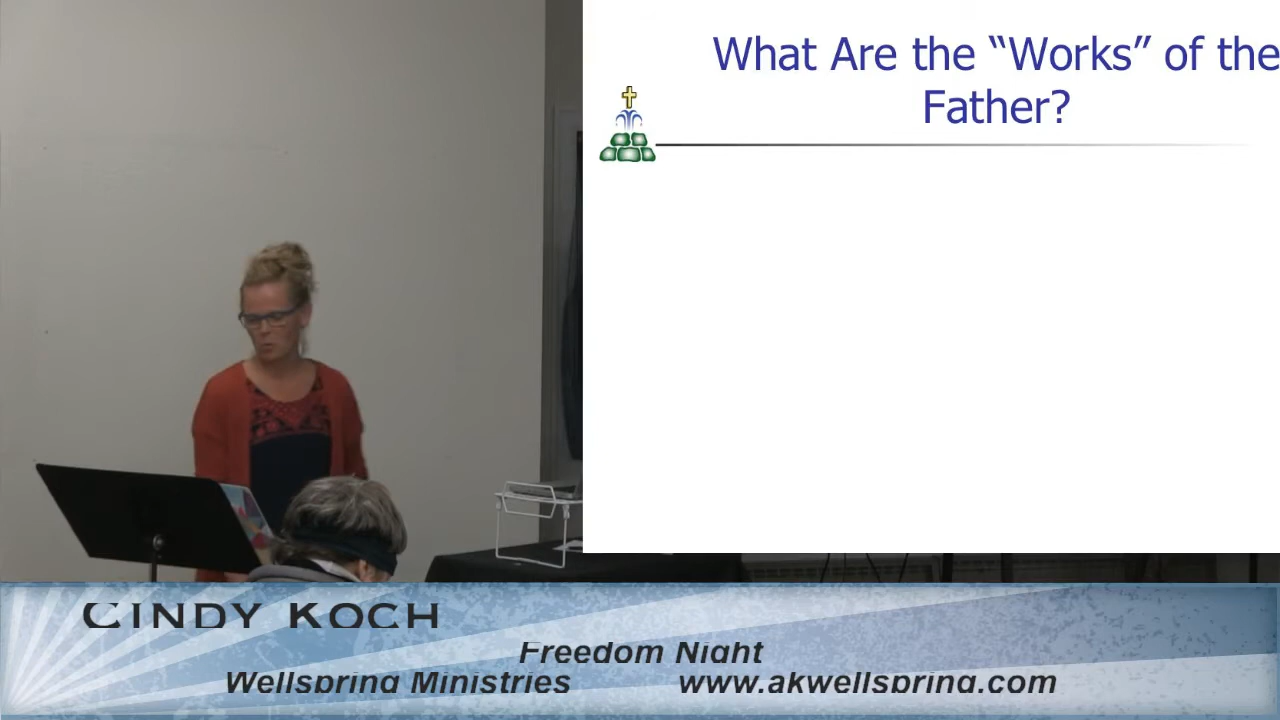 What Are the “Works” of the
Father?
CINDY KOCH
Freedom Night
Wellspring Ministries www.akwellspring.com